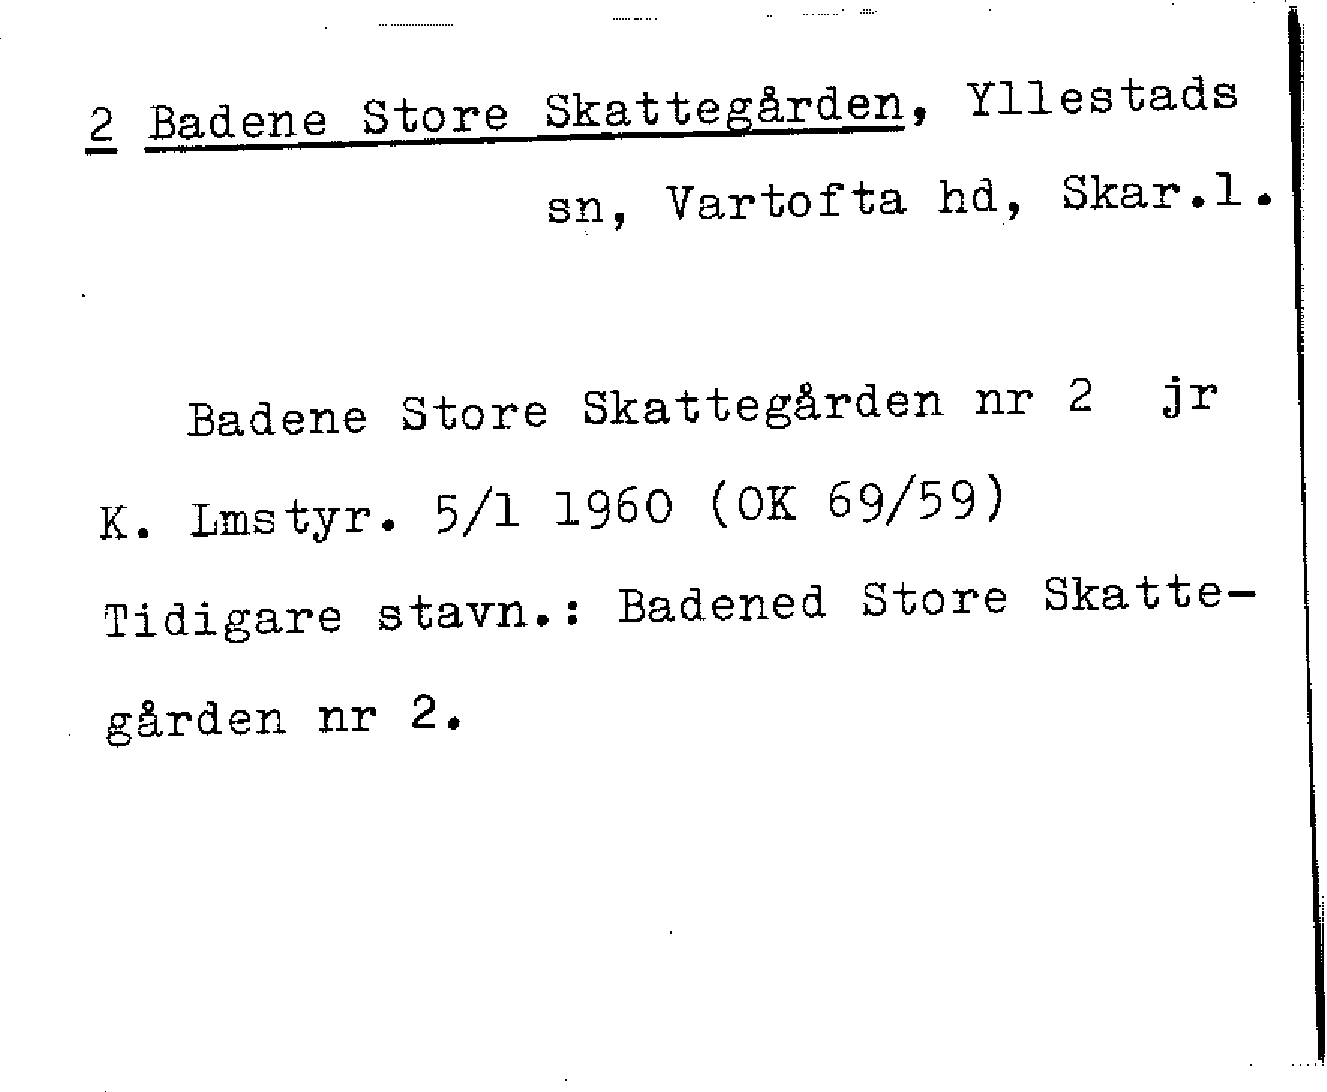 2 Badene Store Skattegården, Yllestads
sn, Vartofta hd, Skar.l.
Badene Store Skattegården nr 2 jr
K. Lmstyr. 5/1 1960 (OK 69/59)
Tidigare stavn.: Badened Store Skatte-
gården nr 2.